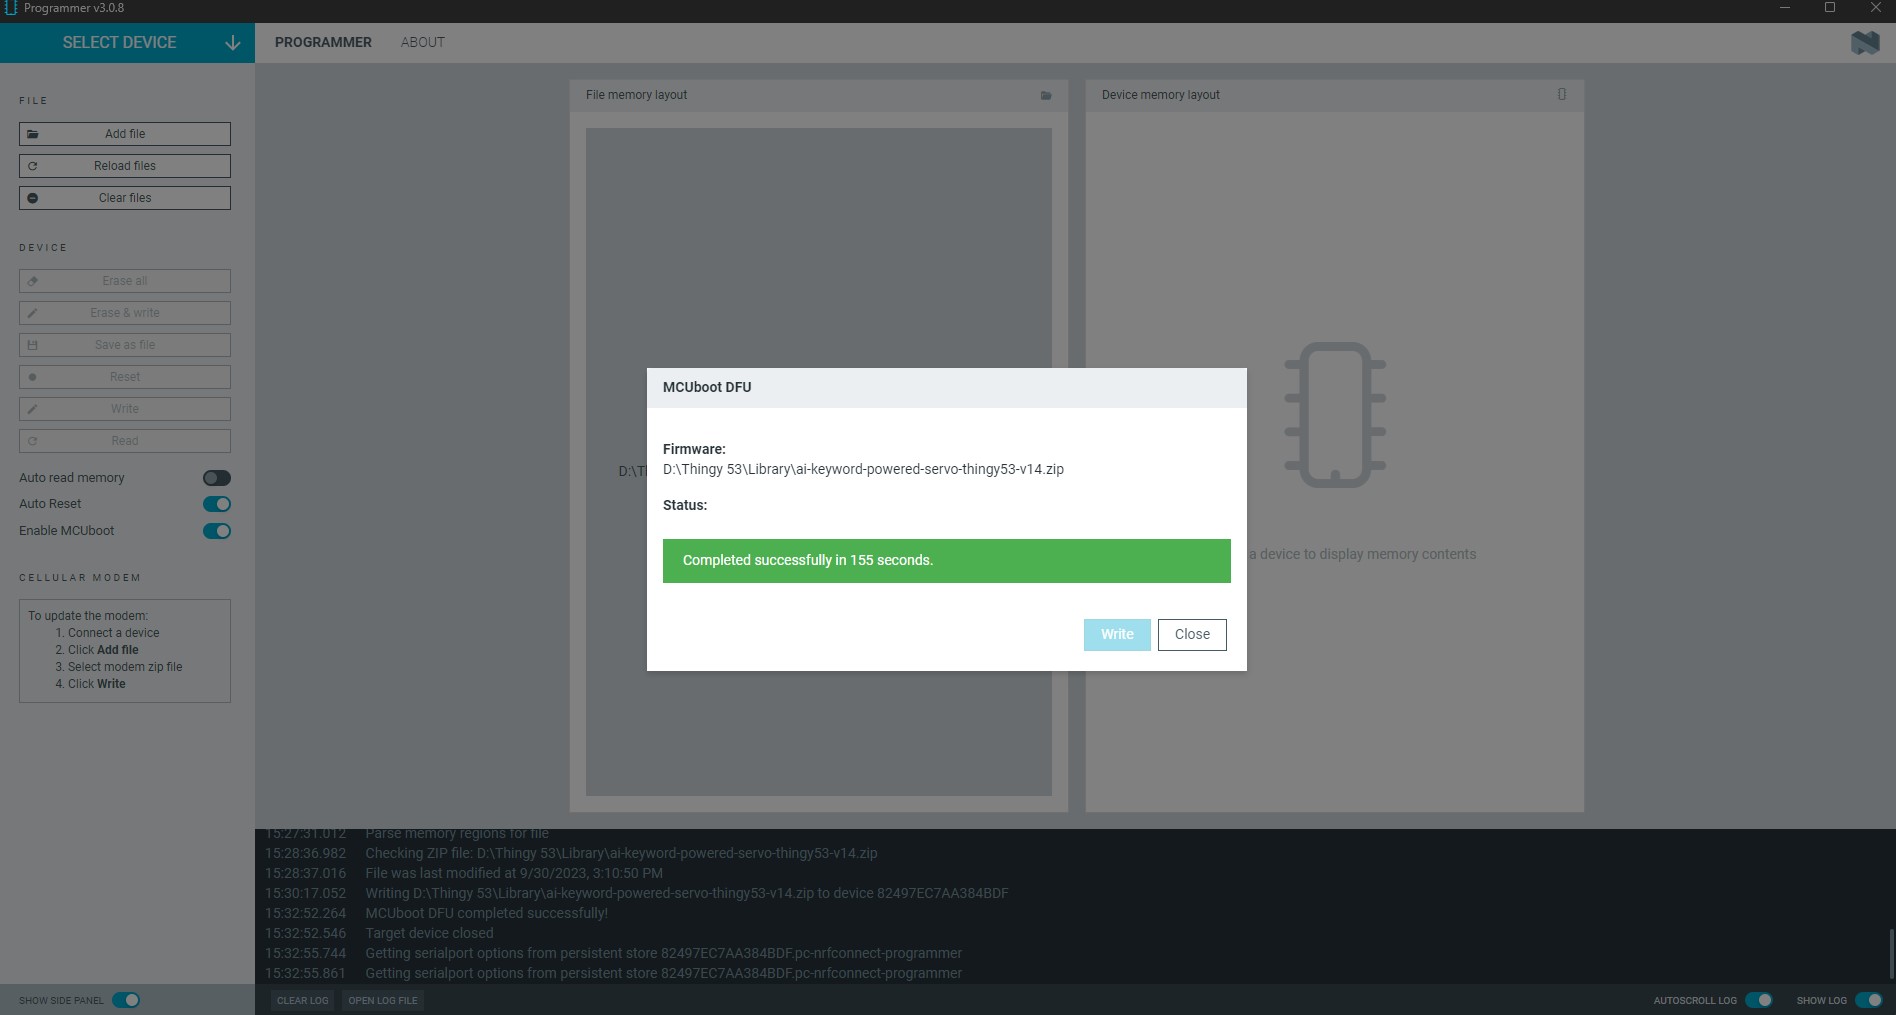 Programmer v3.0.8
SELECT DEVICE
PROGRAMMER
ABOUT
FILE
Add file
Reload files
Clear files
DEVICE
Erase all
Erase & write
Save as file
Reset
Write
Read
Auto read memory
Auto Reset
Enable MCUboot
CELLULAR MODEM
To update the modem:
1. Connect a device
2. Click Add file
3. Select modem zip file
4. Click Write
File memory layout
D:\T
Device memory layout
a device to display memory contents
MCUboot DFU
Firmware:
D:\Thingy 53\Library\ai-keyword-powered-servo-thingy53-v14.zip
Status:
Completed successfully in 155 seconds.
Write
Close
15:27:31.012 Parse memory regions for file
15:28:36.982 Checking ZIP file: D:\Thingy 53\Library\ai-keyword-powered-servo-thingy53-v14.zip
15:28:37.016 File was last modified at 9/30/2023, 3:10:50 PM
15:30:17.052 Writing D:\Thingy 53\Library\ai-keyword-powered-servo-thingy53-v14.zip to device 82497EC7AA384BDF
15:32:52.264 MCUboot DFU completed successfully!
15:32:52.546 Target device closed
15:32:55.744 Getting serialport options from persistent store 82497EC7AA384BDF.pc-nrfconnect-programmer
15:32:55.861 Getting serialport options from persistent store 82497EC7AA384BDF.pc-nrfconnect-programmer
SHOW SIDE PANEL
CLEAR LOG
OPEN LOG FILE
AUTOSCROLL LOG
SHOW LOG